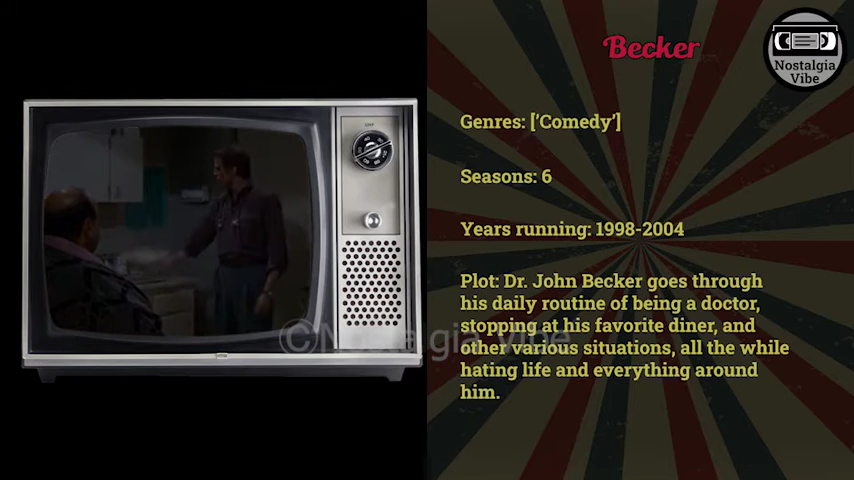 Becker
Nostalgia
Vibe
Genres: ['Comedy']
Seasons: 6
Years running: 1998-2004
Plot: Dr. John Becker goes through
his daily routine of being a doctor,
stopping at his favorite diner, and
other various situations, all the while
hating life and everything around
him.
©Nostalgia Vibe